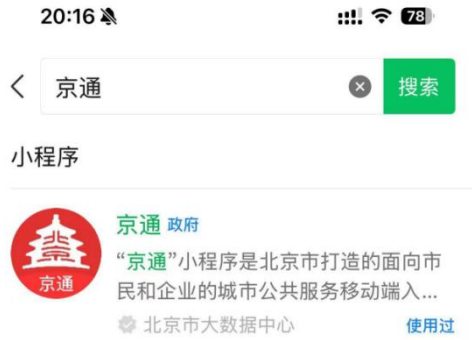 20:16 78
京通 搜索
小程序
京通 政府
“京通”小程序是北京市打造的面向市
京通 民和企业的城市公共服务移动端入...
北京市大数据中心 使用过